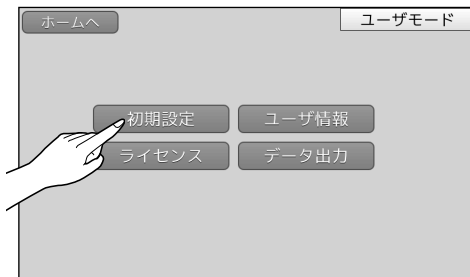 ホームへ
ユーザモード
初期設定
ユーザ情報
ライセンス
データ出力